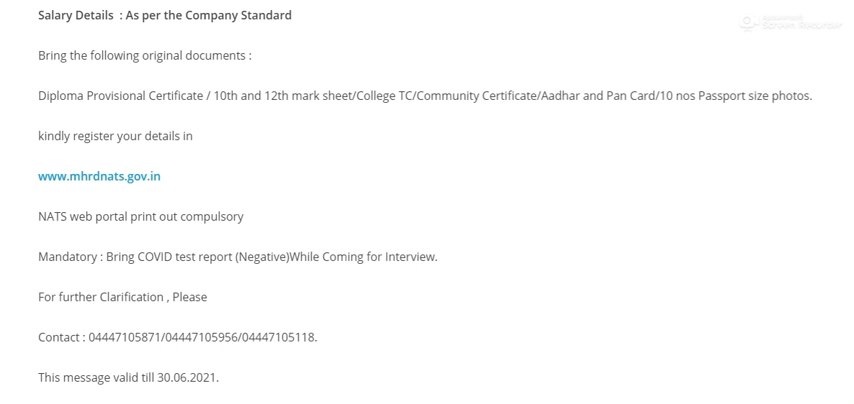 Salary Details  : As per the Company Standard
Bring the following original documents :
Diploma Provisional Certificate / 10th and 12th mark sheet/College TC/Community Certificate/Aadhar and Pan Card/10 nos Passport size photos.
kindly register your details in
www.mhrdnats.gov.in
NATS web portal print out compulsory
Mandatory : Bring COVID test report (Negative)While Coming for Interview.
For further Clarification , Please
Contact : 04447105871/04447105956/04447105118.
This message valid till 30.06.2021.